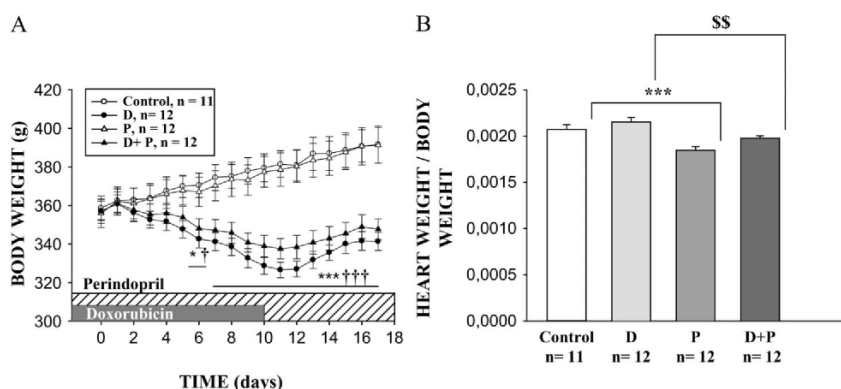 A
BODY WEIGHT (g)
420
400
380
360
340
320
300
Control, n = 11
D, n= 12
P, n = 12
D+ P, n = 12
* †
***†††
Perindopril
Doxorubicin
0 2 4 6 8 10 12 14 16 18
TIME (days)
B
HEART WEIGHT / BODY
WEIGHT
$$
***
0,0025
0,0020
0,0015
0,0010
0,0005
0,0000
Control D P D+P
n= 11 n= 12 n= 12 n= 12